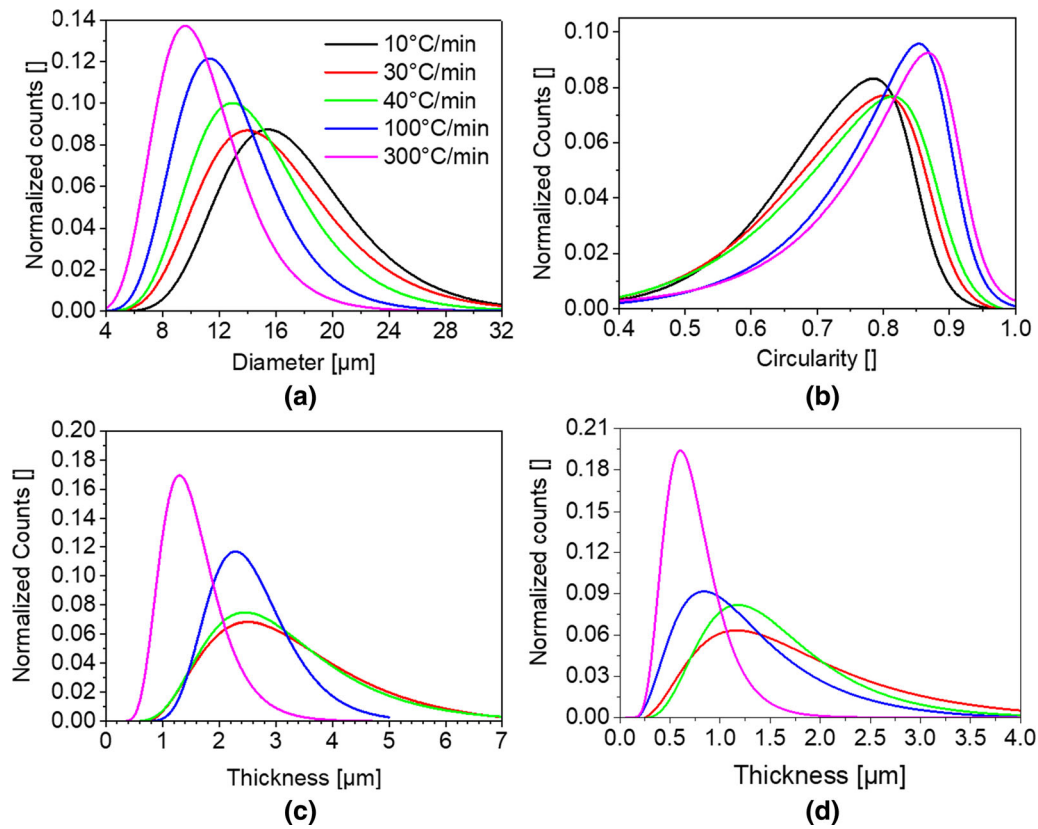 0.14
0.12
0.10
0.08
0.06
0.04
0.02
0.00
Normalized counts []
10°C/min
30°C/min
40°C/min
100°C/min
300°C/min
4 8 12 16 20 24 28 32
Diameter [µm]
(a)
0.10
0.08
0.06
0.04
0.02
0.00
Normalized Counts []
0.4 0.5 0.6 0.7 0.8 0.9 1.0
Circularity []
(b)
0.20
0.18
0.16
0.14
0.12
0.10
0.08
0.06
0.04
0.02
0.00
Normalized Counts []
0 1 2 3 4 5 6 7
Thickness [µm]
(c)
0.21
0.18
0.15
0.12
0.09
0.06
0.03
0.00
Normalized counts []
0.0 0.5 1.0 1.5 2.0 2.5 3.0 3.5 4.0
Thickness [µm]
(d)